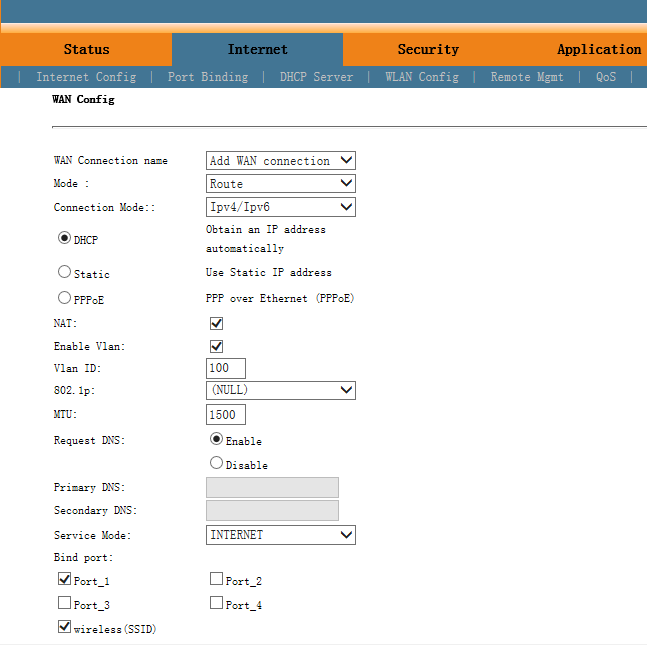 Status Internet Security Application
| Internet Config | Port Binding | DHCP Server | WLAN Config | Remote Mgmt | QoS |
WAN Config
WAN Connection name Add WAN connection
Mode : Route
Connection Mode:: Ipv4/Ipv6
DHCP Obtain an IP address
automatically
Static Use Static IP address
PPPoE PPP over Ethernet (PPPoE)
NAT:
Enable Vlan:
Vlan ID: 100
802.1p: (NULL)
MTU: 1500
Request DNS: Enable
Disable
Primary DNS:
Secondary DNS:
Service Mode: INTERNET
Bind port:
Port_1 Port_2
Port_3 Port_4
wireless(SSID)